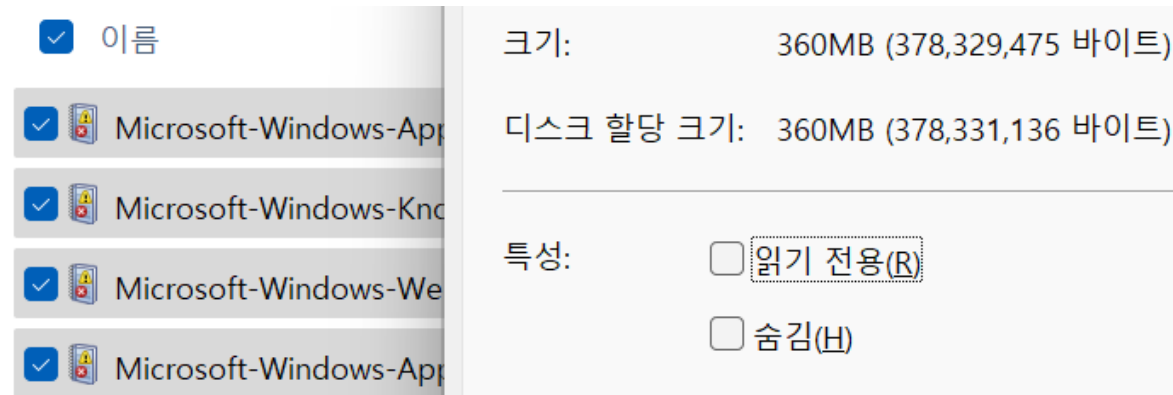 이름
Microsoft-Windows-App
Microsoft-Windows-Kno
Microsoft-Windows-We
Microsoft-Windows-App
크기: 360MB (378,329,475 바이트)
디스크 할당 크기: 360MB (378,331,136 바이트)
특성: 읽기 전용(R)
숨김(H)